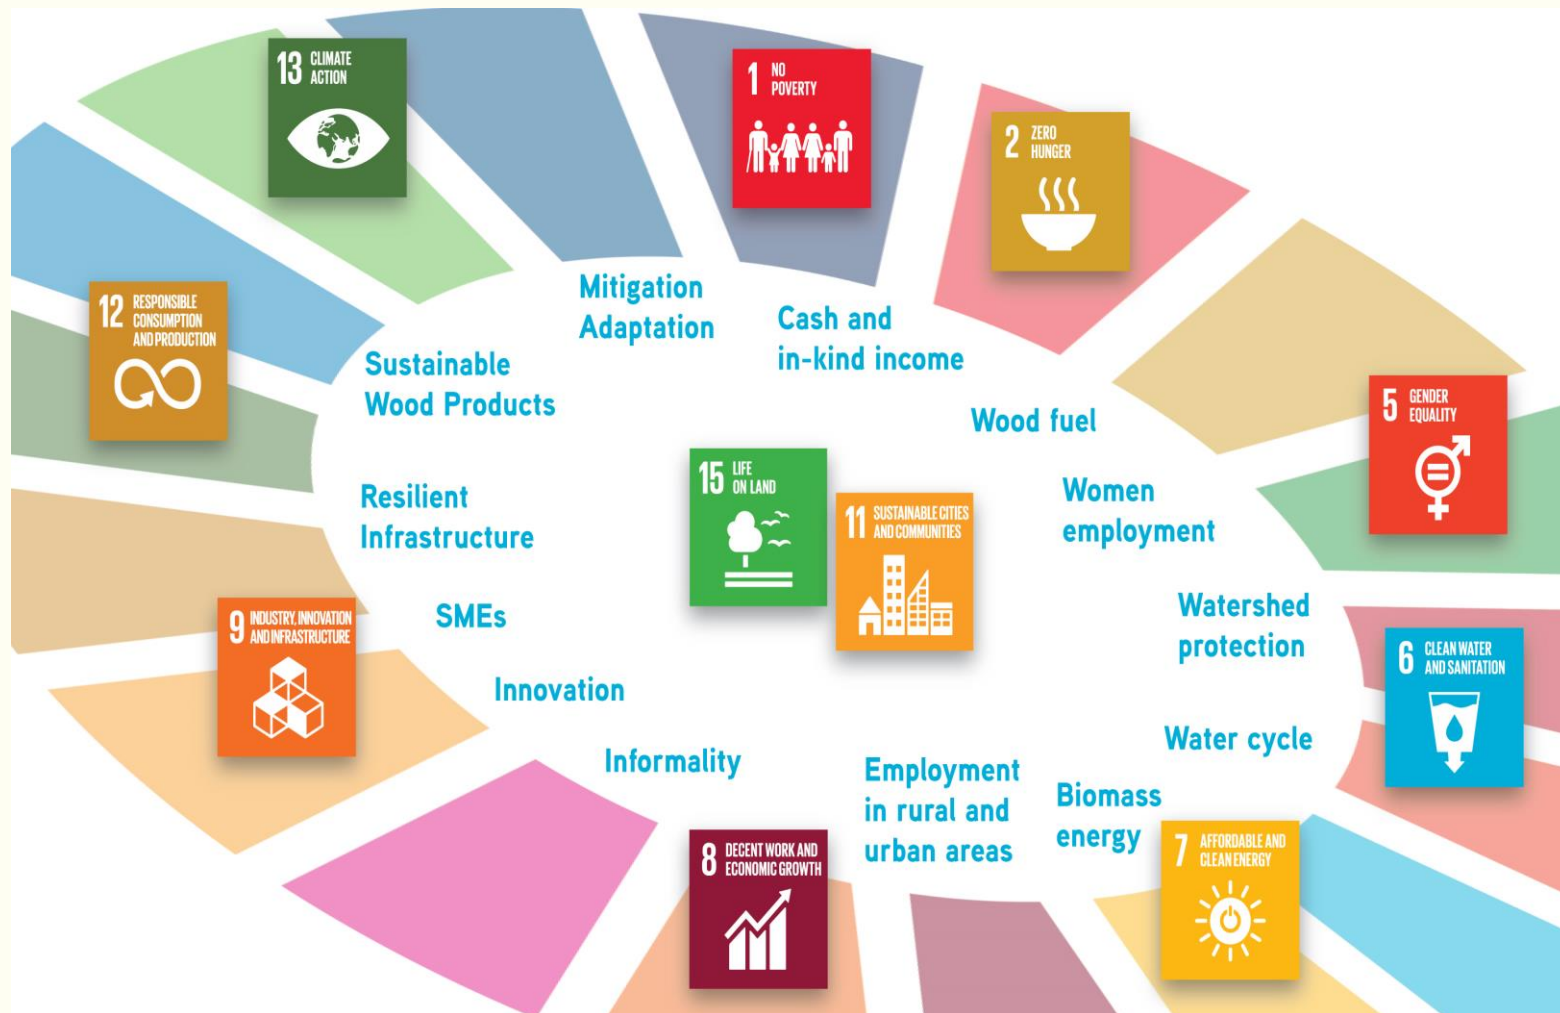 13 CLIMATE
ACTION
1 NO
POVERTY
2 ZERO
HUNGER
12 RESPONSIBLE
CONSUMPTION
AND PRODUCTION
Mitigation
Adaptation
Cash and
in-kind income
Sustainable
Wood Products
Wood fuel
5 GENDER
EQUALITY
15 LIFE
ON LAND
11 SUSTAINABLE CITIES
AND COMMUNITIES
Resilient
Infrastructure
Women
employment
9 INDUSTRY, INNOVATION
AND INFRASTRUCTURE
SMEs
Watershed
protection
6 CLEAN WATER
AND SANITATION
Innovation
Water cycle
Informality
Employment
in rural and
urban areas
Biomass
energy
8 DECENT WORK AND
ECONOMIC GROWTH
7 AFFORDABLE AND
CLEAN ENERGY